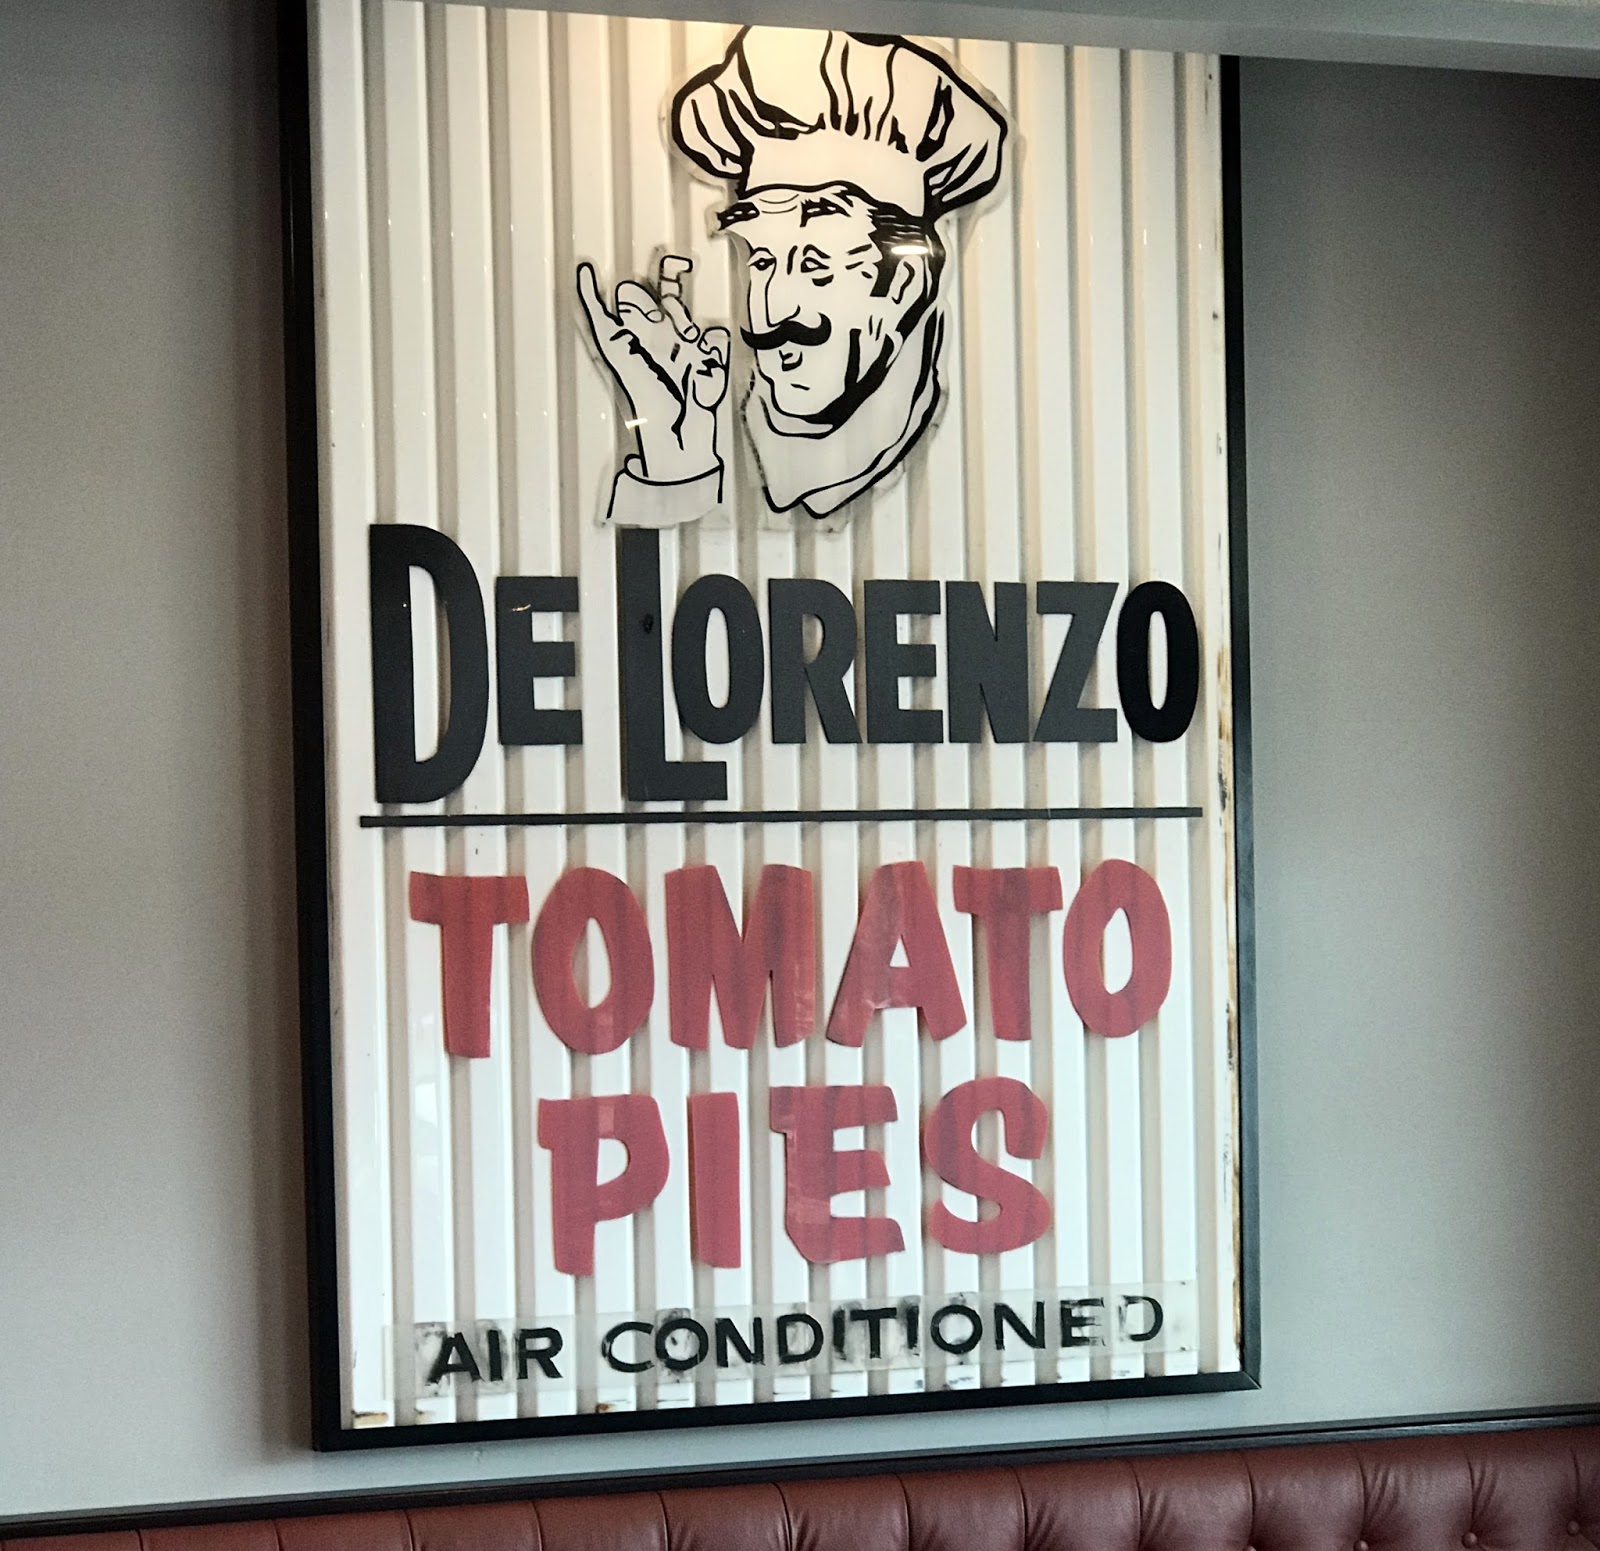 DE LORENZO
TOMATO
PIES
AIR CONDITIONED